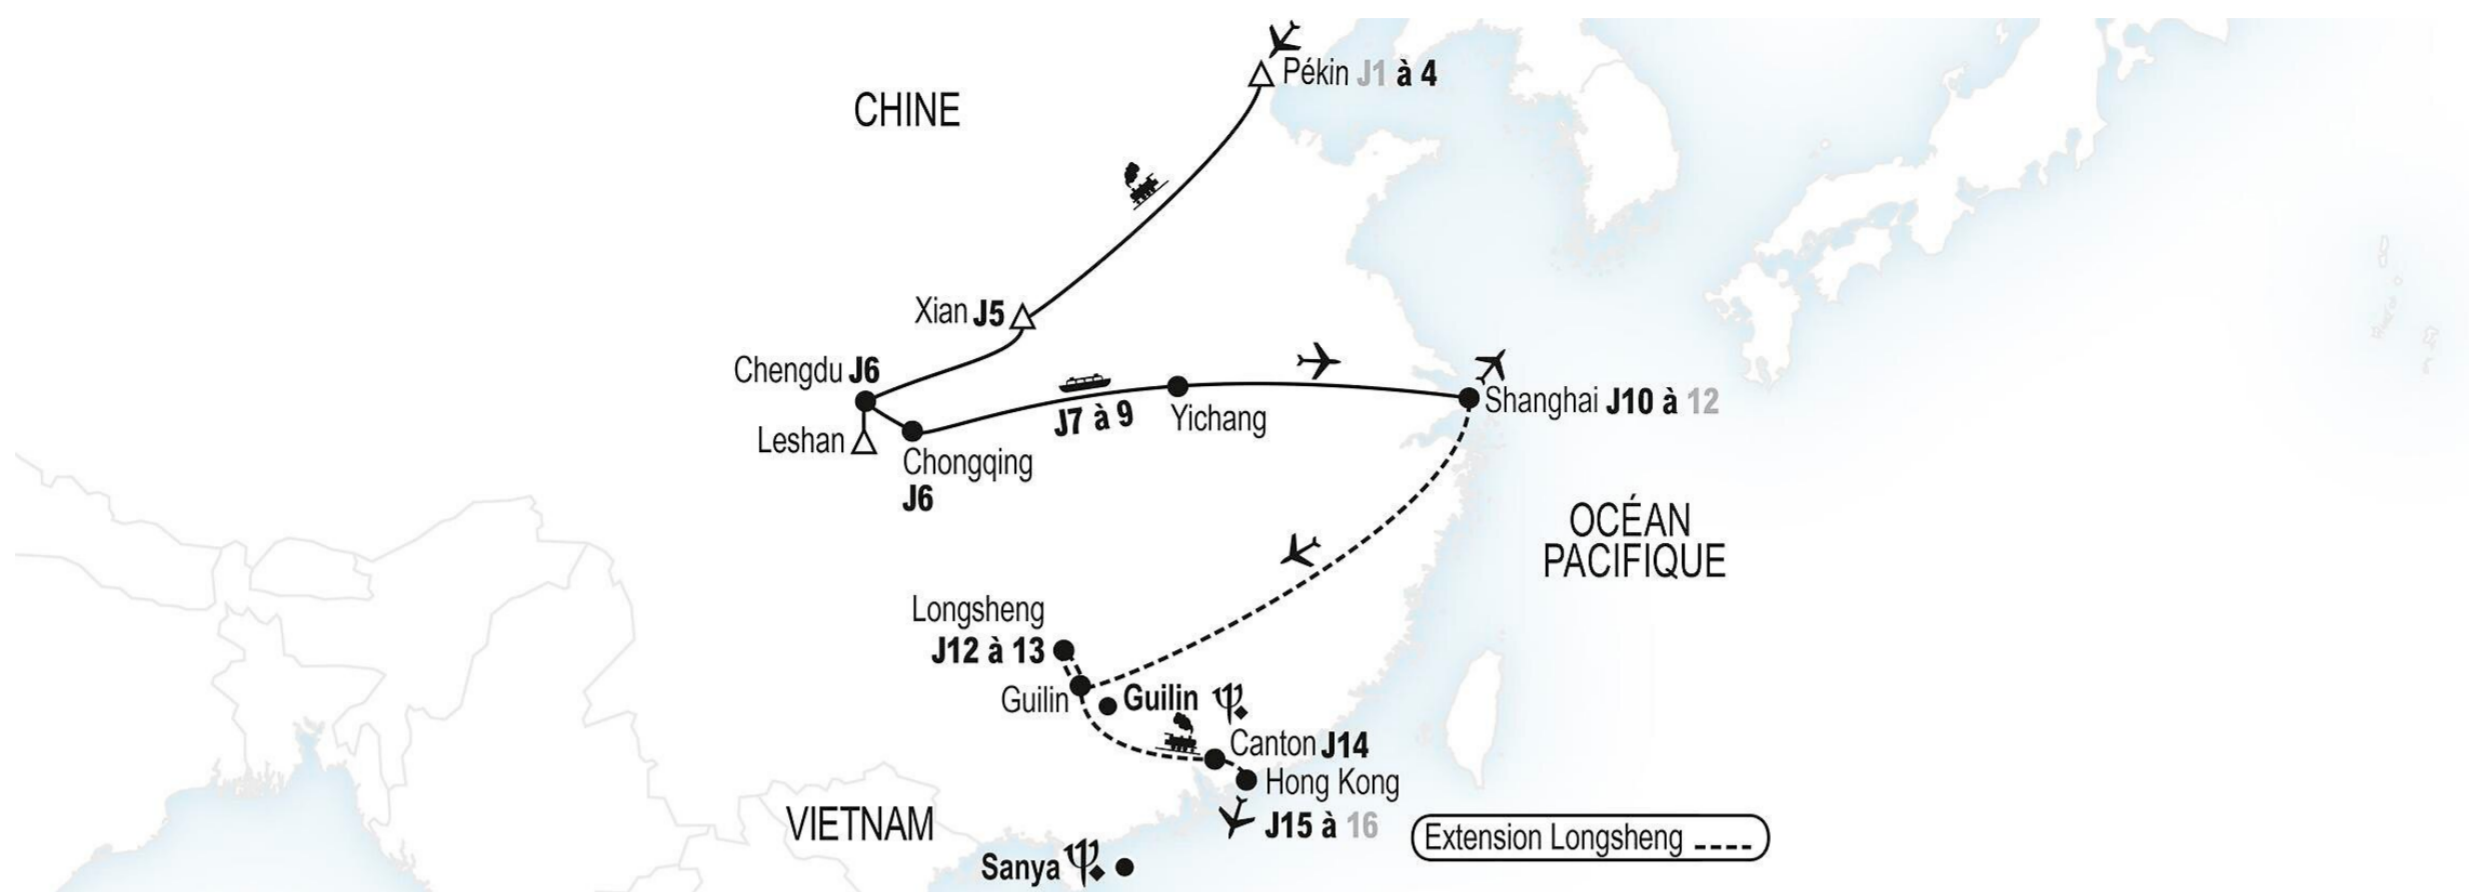 Pékin J1 à 4
CHINE
Xian J5
Chengdu J6
Shanghai J10 à 12
J7 à 9
Yichang
Leshan
Chongqing
J6
OCÉAN
PACIFIQUE
Longsheng
J12 à 13
Guilin
Guilin
Canton J14
Hong Kong
J15 à 16
VIETNAM
Extension Longsheng ----
Sanya